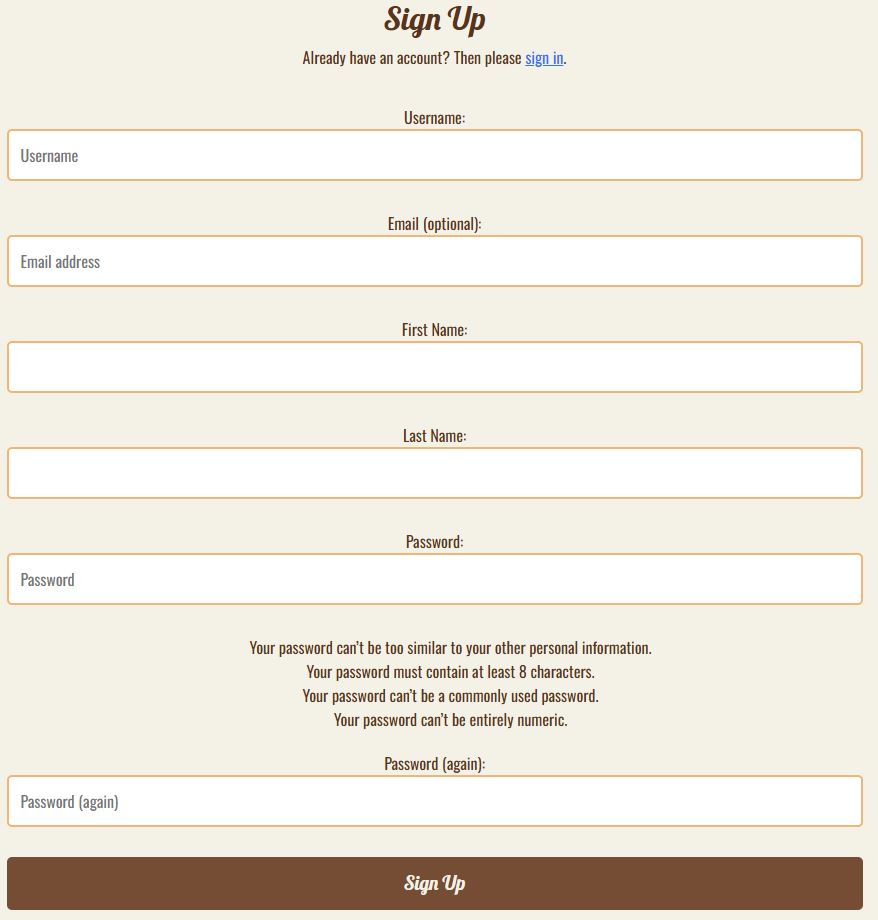 Sign Up
Already have an account? Then please sign in.
Username:
Username
Email (optional):
Email address
First Name:
Last Name:
Password:
Password
Your password can’t be too similar to your other personal information.
Your password must contain at least 8 characters.
Your password can’t be a commonly used password.
Your password can’t be entirely numeric.
Password (again):
Password (again)
Sign Up